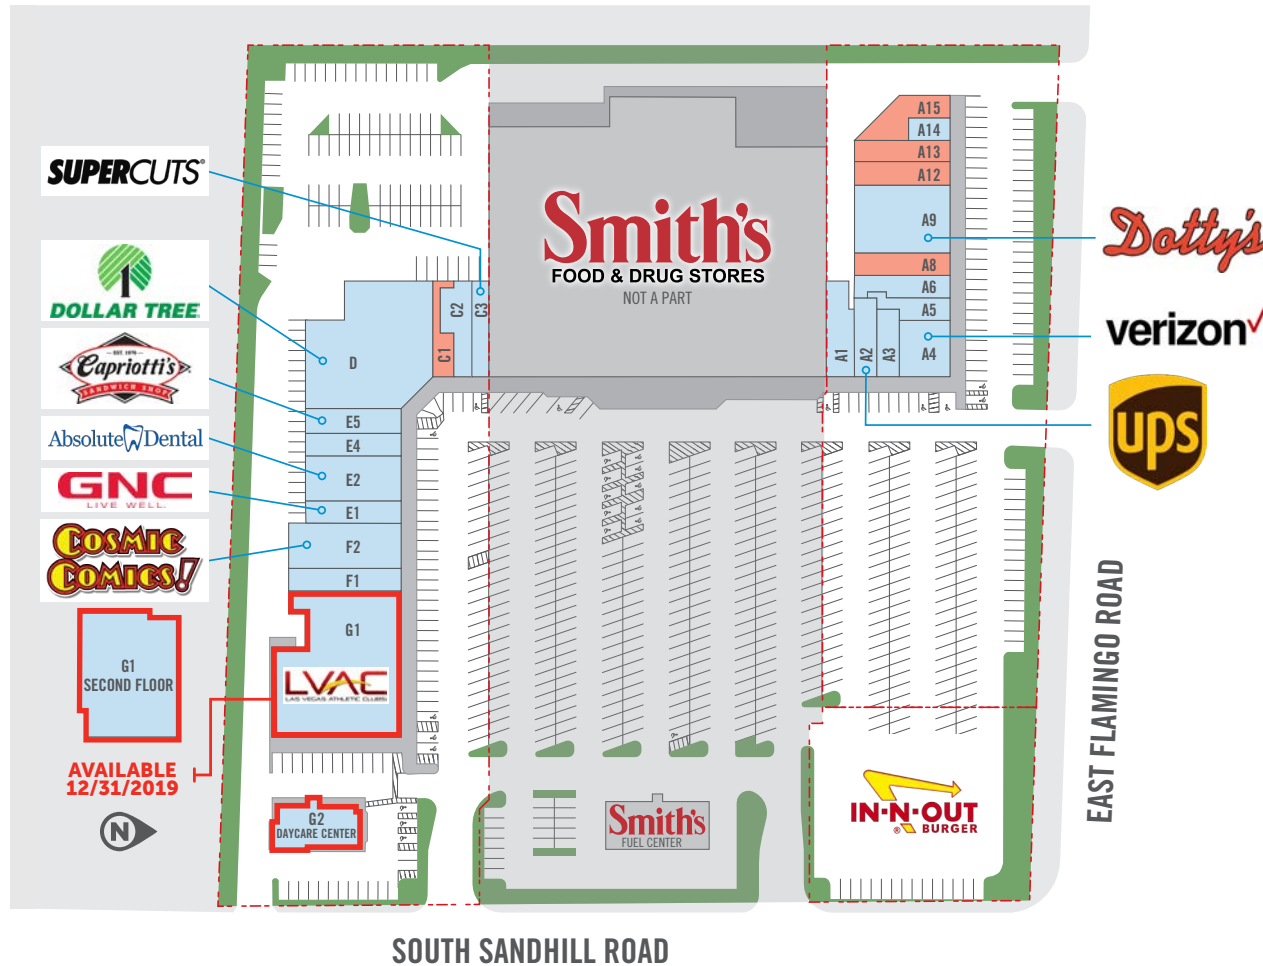 SUPERCUTS®
DOLLAR TREE
EST. 1976
Capriotti's
SANDWICH SHOP
Absolute Dental
GNC
LIVE WELL.
COSMIC
COMICS!
G1
SECOND FLOOR
AVAILABLE
12/31/2019
N
Smith's
FOOD & DRUG STORES
NOT A PART
D
E5
E4
E2
E1
F2
F1
G1
LVAC
LAS VEGAS ATHLETIC CLUBS
G2
DAYCARE CENTER
C1
C2
C3
A1
A2
A3
A4
A5
A6
A8
A9
A12
A13
A14
A15
Dotty's
verizon
ups
Smith's
FUEL CENTER
IN-N-OUT
® BURGER
EAST FLAMINGO ROAD
SOUTH SANDHILL ROAD